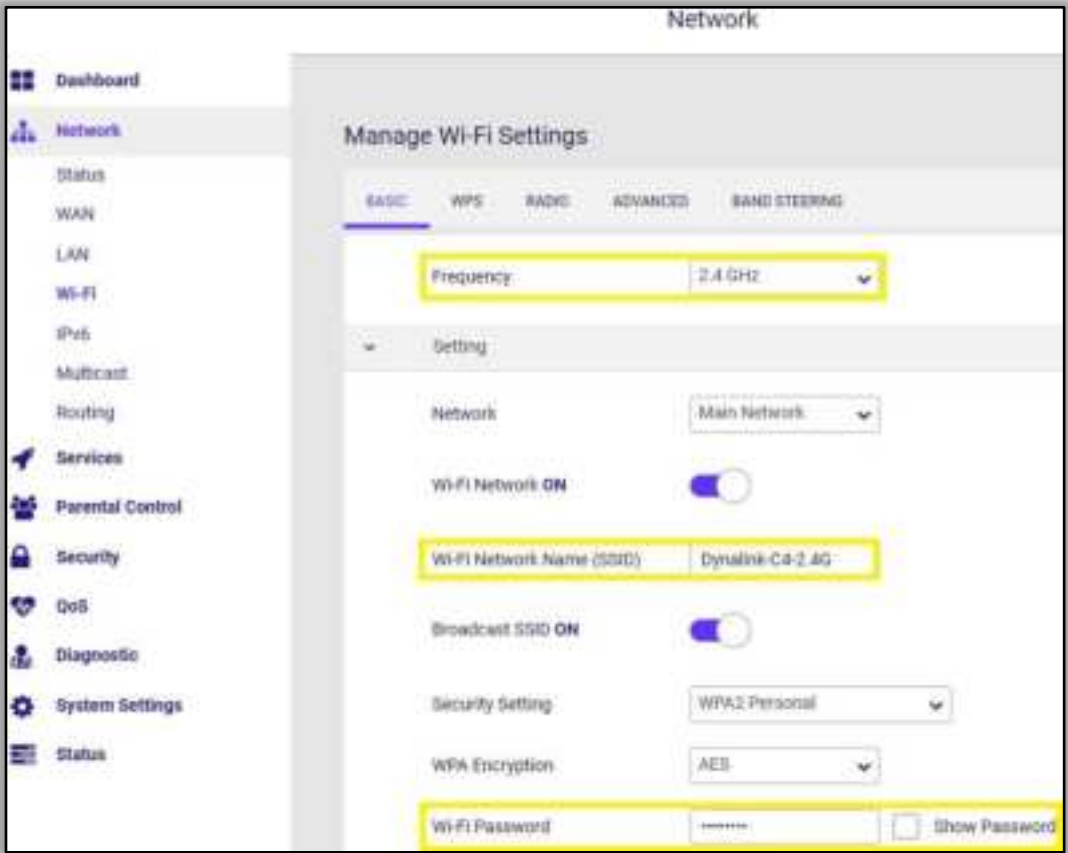 Network
Dashboard
Network
Status
WAN
LAN
Wi-Fi
IPv6
Multicast
Routing
Services
Parental Control
Security
QoS
Diagnostic
System Settings
Status
Manage Wi-Fi Settings
BASIC WPS RADIO ADVANCED BAND STEERING
Frequency 2.4 GHz
Setting
Network Main Network
Wi-Fi Network ON
Wi-Fi Network Name (SSID) Dynalink-C4-2.4G
Broadcast SSID ON
Security Setting WPA2 Personal
WPA Encryption AES
Wi-Fi Password •••••••• Show Password